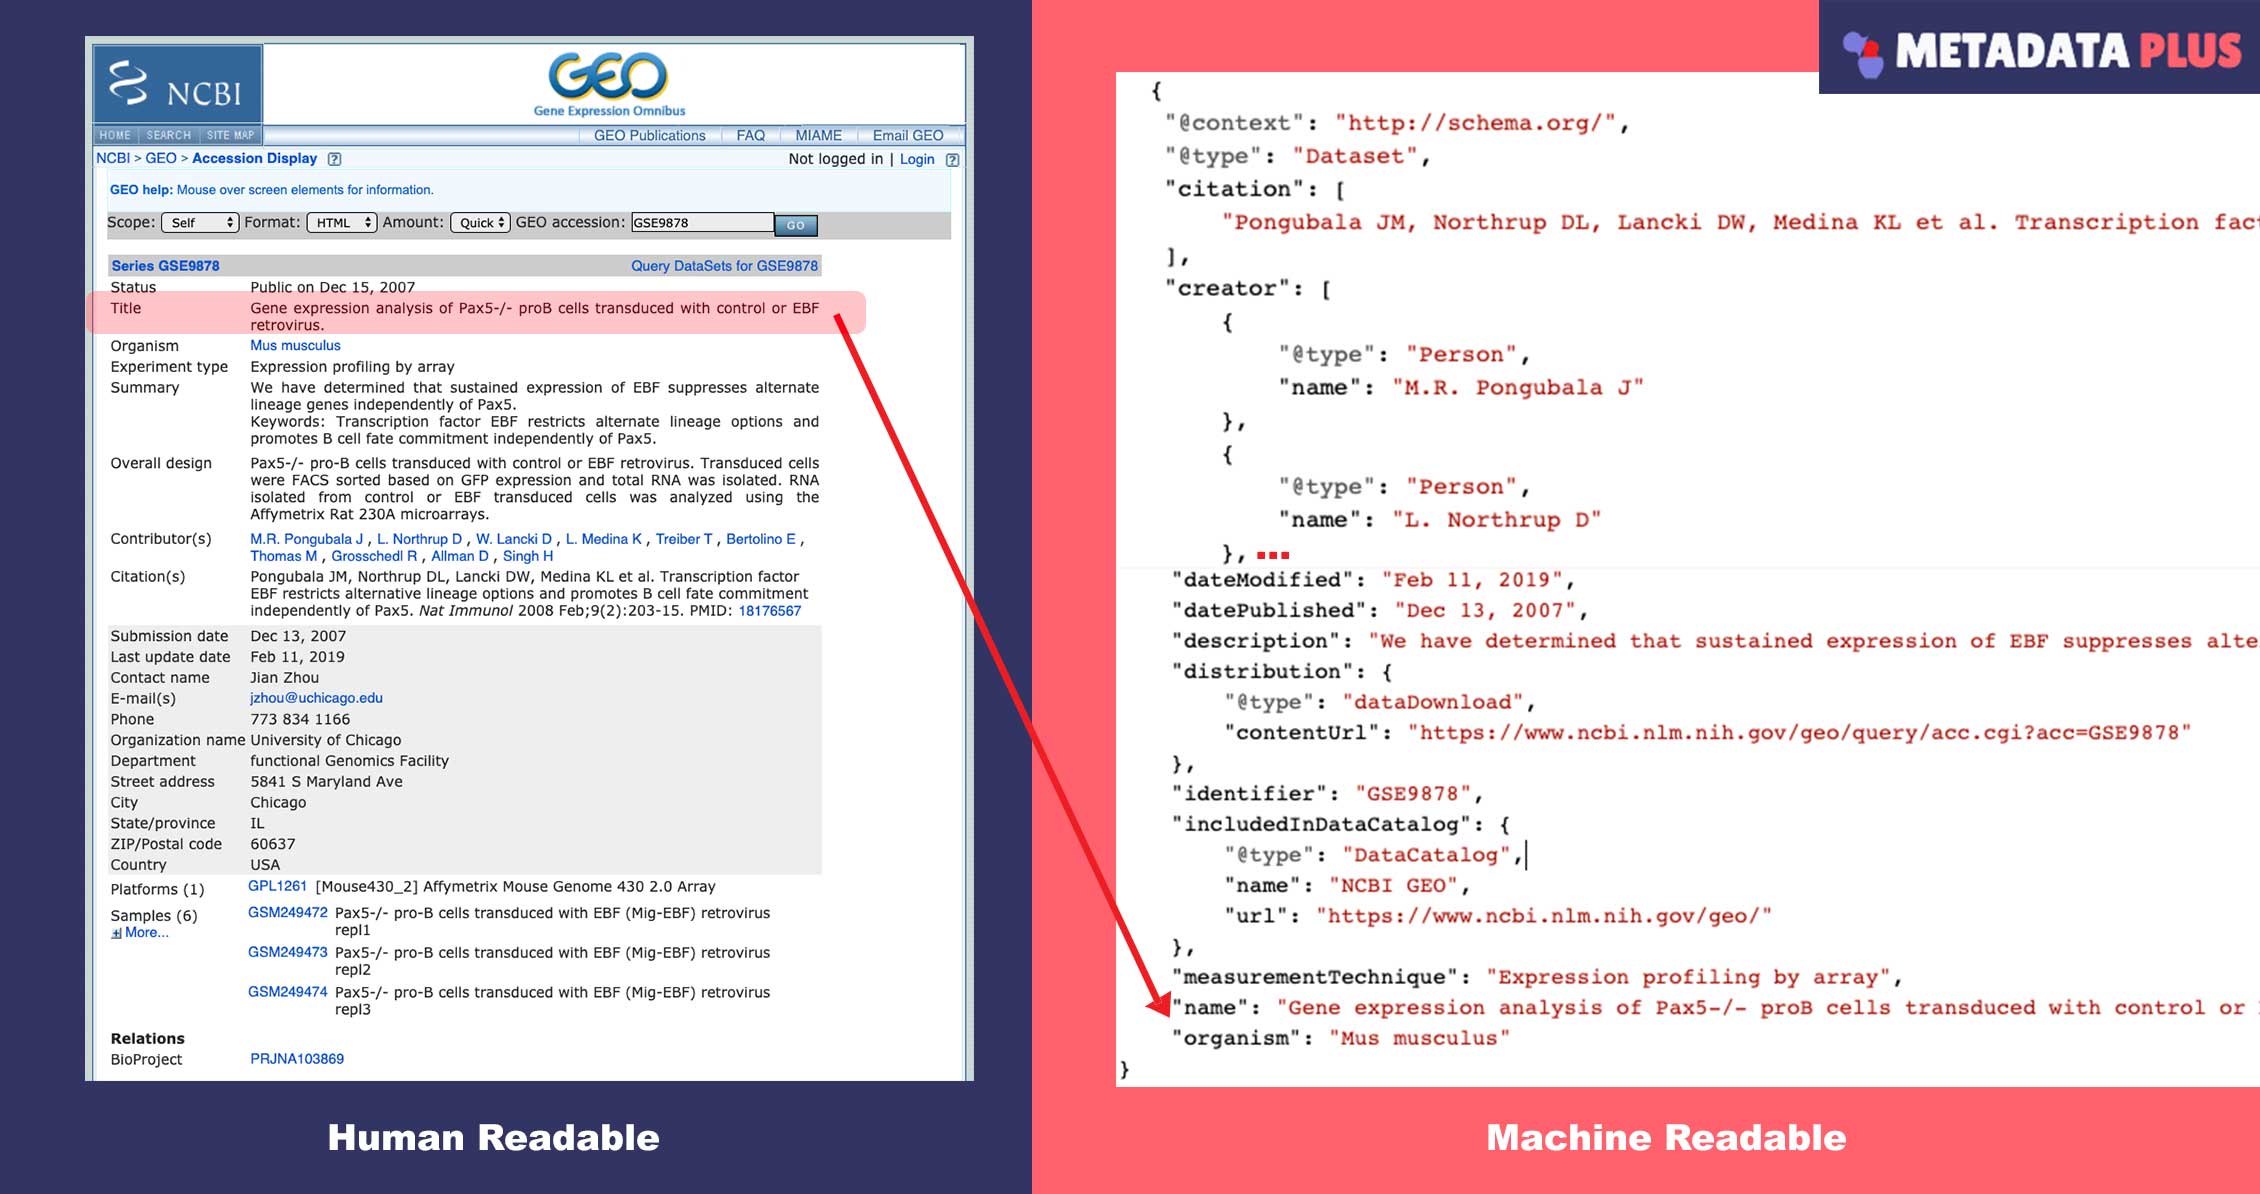 NCBI
GEO
Gene Expression Omnibus
HOME SEARCH SITE MAP
GEO Publications FAQ MIAME Email GEO
NCBI > GEO > Accession Display ?
Not logged in | Login ?
GEO help: Mouse over screen elements for information.
Scope: Self Format: HTML Amount: Quick GEO accession: GSE9878 GO
Series GSE9878 Query DataSets for GSE9878
Status Public on Dec 15, 2007
Title Gene expression analysis of Pax5-/- proB cells transduced with control or EBF
retrovirus.
Organism Mus musculus
Experiment type Expression profiling by array
Summary We have determined that sustained expression of EBF suppresses alternate
lineage genes independently of Pax5.
Keywords: Transcription factor EBF restricts alternate lineage options and
promotes B cell fate commitment independently of Pax5.
Overall design Pax5-/- pro-B cells transduced with control or EBF retrovirus. Transduced cells
were FACS sorted based on GFP expression and total RNA was isolated. RNA
isolated from control or EBF transduced cells was analyzed using the
Affymetrix Rat 230A microarrays.
Contributor(s) M.R. Pongubala J , L. Northrup D , W. Lancki D , L. Medina K , Treiber T , Bertolino E ,
Thomas M , Grosschedl R , Allman D , Singh H
Citation(s) Pongubala JM, Northrup DL, Lancki DW, Medina KL et al. Transcription factor
EBF restricts alternative lineage options and promotes B cell fate commitment
independently of Pax5. Nat Immunol 2008 Feb;9(2):203-15. PMID: 18176567
Submission date Dec 13, 2007
Last update date Feb 11, 2019
Contact name Jian Zhou
E-mail(s) jzhou@uchicago.edu
Phone 773 834 1166
Organization name University of Chicago
Department functional Genomics Facility
Street address 5841 S Maryland Ave
City Chicago
State/province IL
ZIP/Postal code 60637
Country USA
Platforms (1) GPL1261 [Mouse430_2] Affymetrix Mouse Genome 430 2.0 Array
Samples (6) GSM249472 Pax5-/- pro-B cells transduced with EBF (Mig-EBF) retrovirus
More... repl1
GSM249473 Pax5-/- pro-B cells transduced with EBF (Mig-EBF) retrovirus
repl2
GSM249474 Pax5-/- pro-B cells transduced with EBF (Mig-EBF) retrovirus
repl3
Relations
BioProject PRJNA103869
Human Readable
METADATA PLUS
{
"@context": "http://schema.org/",
"@type": "Dataset",
"citation": [
"Pongubala JM, Northrup DL, Lancki DW, Medina KL et al. Transcription fact
],
"creator": [
{
"@type": "Person",
"name": "M.R. Pongubala J"
},
{
"@type": "Person",
"name": "L. Northrup D"
}, ...
"dateModified": "Feb 11, 2019",
"datePublished": "Dec 13, 2007",
"description": "We have determined that sustained expression of EBF suppresses alte
"distribution": {
"@type": "dataDownload",
"contentUrl": "https://www.ncbi.nlm.nih.gov/geo/query/acc.cgi?acc=GSE9878"
},
"identifier": "GSE9878",
"includedInDataCatalog": {
"@type": "DataCatalog",
"name": "NCBI GEO",
"url": "https://www.ncbi.nlm.nih.gov/geo/"
},
"measurementTechnique": "Expression profiling by array",
"name": "Gene expression analysis of Pax5-/- proB cells transduced with control or
"organism": "Mus musculus"
}
Machine Readable